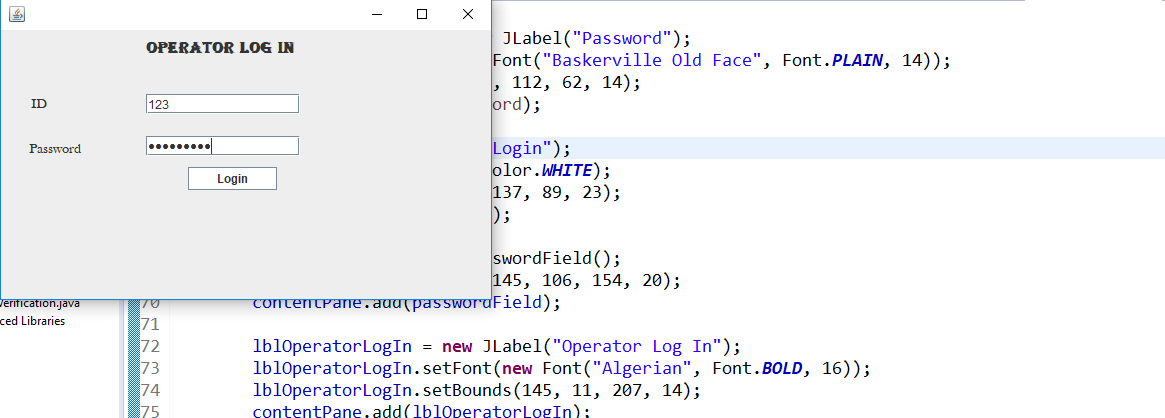 OPERATOR LOG IN
ID
123
Password
•••••••••
Login
JLabel("Password");
Font("Baskerville Old Face", Font.PLAIN, 14));
, 112, 62, 14);
ord);
Login");
olor.WHITE);
137, 89, 23);
);
swordField();
145, 106, 154, 20);
70 contentPane.add(passwordField);
71
72 lblOperatorLogIn = new JLabel("Operator Log In");
73 lblOperatorLogIn.setFont(new Font("Algerian", Font.BOLD, 16));
74 lblOperatorLogIn.setBounds(145, 11, 207, 14);
75 contentPane.add(lblOperatorLogIn);
verification.java
ced Libraries